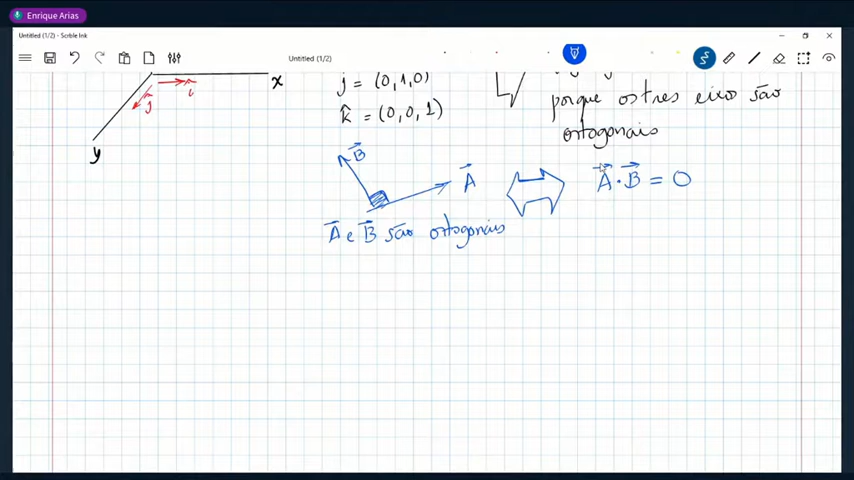 Enrique Arias
Untitled (1/2) - Scribble Ink
Untitled (1/2)
x
î
ĵ
y
j = (0,1,0)
k̂ = (0,0,1)
porque os tres eixo são
ortogonais
B⃗
A⃗
A⃗ · B⃗ = 0
A⃗ e B⃗ são ortogonais